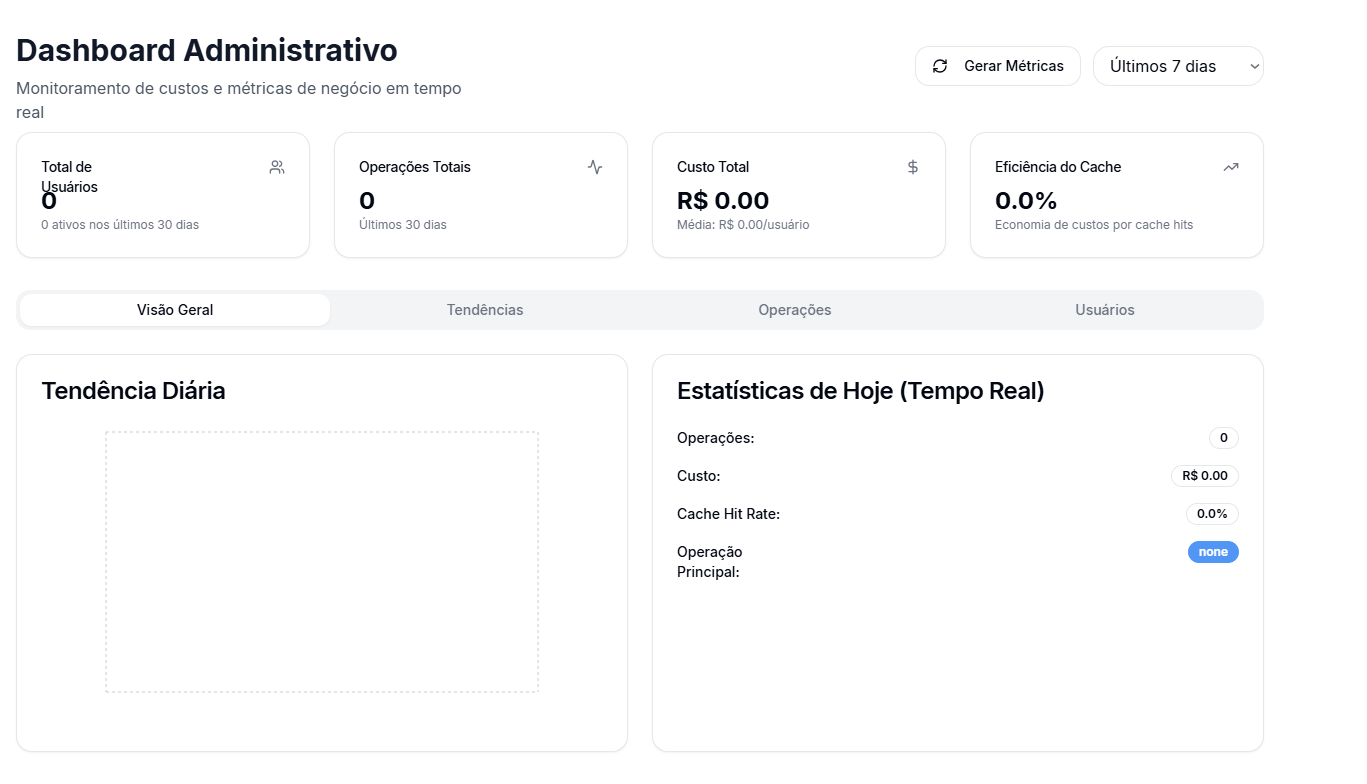 Dashboard Administrativo
Monitoramento de custos e métricas de negócio em tempo
real
Gerar Métricas
Últimos 7 dias
Total de
Usuários
0
0 ativos nos últimos 30 dias
Operações Totais
0
Últimos 30 dias
Custo Total
R$ 0.00
Média: R$ 0.00/usuário
Eficiência do Cache
0.0%
Economia de custos por cache hits
Visão Geral
Tendências
Operações
Usuários
Tendência Diária
Estatísticas de Hoje (Tempo Real)
Operações:
0
Custo:
R$ 0.00
Cache Hit Rate:
0.0%
Operação
Principal:
none